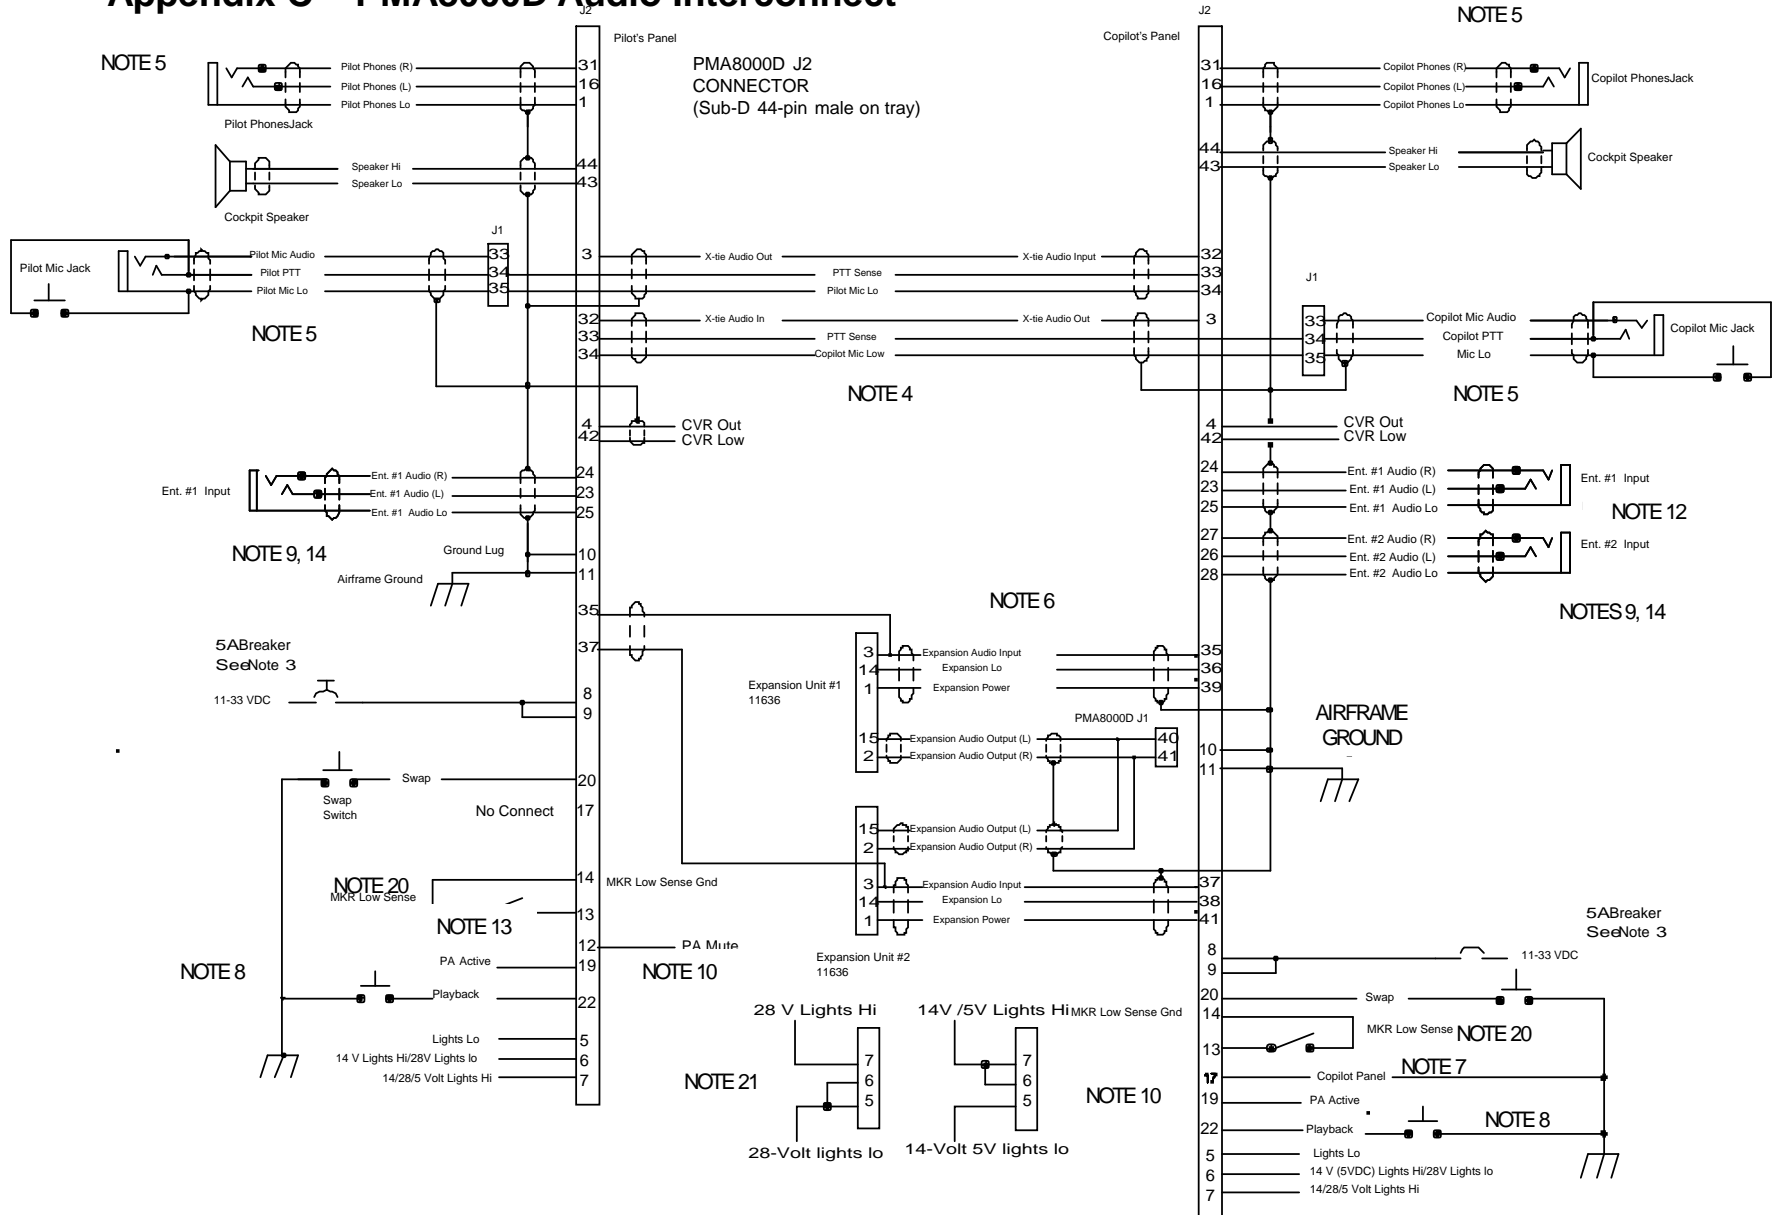 Appendix C PMA8000D Audio Interconnect
J2
Pilot's Panel
PMA8000D J2
CONNECTOR
(Sub-D 44-pin male on tray)
NOTE 5
Pilot Phones (R)
31
Pilot Phones (L)
16
Pilot Phones Lo
1
Pilot PhonesJack
Speaker Hi
44
Speaker Lo
43
Cockpit Speaker
J1
Pilot Mic Jack
Pilot Mic Audio
33
Pilot PTT
34
Pilot Mic Lo
35
NOTE 5
3
X-tie Audio Out
X-tie Audio Input
32
PTT Sense
33
Pilot Mic Lo
34
32
X-tie Audio In
X-tie Audio Out
3
33
PTT Sense
34
Copilot Mic Low
NOTE 4
4
CVR Out
42
CVR Low
Ent. #1 Input
Ent. #1 Audio (R)
24
Ent. #1 Audio (L)
23
Ent. #1 Audio Lo
25
NOTE 9, 14
Ground Lug
10
Airframe Ground
11
35
37
5ABreaker
SeeNote 3
11-33 VDC
8
9
Swap
20
Swap
Switch
No Connect
17
NOTE 20
MKR Low Sense
14
MKR Low Sense Gnd
NOTE 13
13
12
PA Mute
PA Active
19
NOTE 10
NOTE 8
Playback
22
Lights Lo
5
14 V Lights Hi/28V Lights lo
6
14/28/5 Volt Lights Hi
7
NOTE 6
Expansion Unit #1
11636
3
Expansion Audio Input
35
14
Expansion Lo
36
1
Expansion Power
39
PMA8000D J1
15
Expansion Audio Output (L)
40
2
Expansion Audio Output (R)
41
15
Expansion Audio Output (L)
2
Expansion Audio Output (R)
3
Expansion Audio Input
37
14
Expansion Lo
38
1
Expansion Power
41
Expansion Unit #2
11636
28 V Lights Hi
7
6
5
28-Volt lights lo
NOTE 21
14V /5V Lights Hi
7
6
5
14-Volt 5V lights lo
J2
Copilot's Panel
NOTE 5
31
Copilot Phones (R)
16
Copilot Phones (L)
1
Copilot Phones Lo
Copilot PhonesJack
44
Speaker Hi
43
Speaker Lo
Cockpit Speaker
J1
33
Copilot Mic Audio
34
Copilot PTT
35
Mic Lo
Copilot Mic Jack
NOTE 5
4
CVR Out
42
CVR Low
24
Ent. #1 Audio (R)
23
Ent. #1 Audio (L)
25
Ent. #1 Audio Lo
Ent. #1 Input
NOTE 12
27
Ent. #2 Audio (R)
26
Ent. #2 Audio (L)
28
Ent. #2 Audio Lo
Ent. #2 Input
NOTES 9, 14
AIRFRAME
GROUND
10
11
5ABreaker
SeeNote 3
8
11-33 VDC
9
20
Swap
MKR Low Sense Gnd
14
MKR Low Sense
NOTE 20
13
NOTE 7
17
Copilot Panel
NOTE 10
19
PA Active
NOTE 8
22
Playback
5
Lights Lo
6
14 V (5VDC) Lights Hi/28V Lights lo
7
14/28/5 Volt Lights Hi